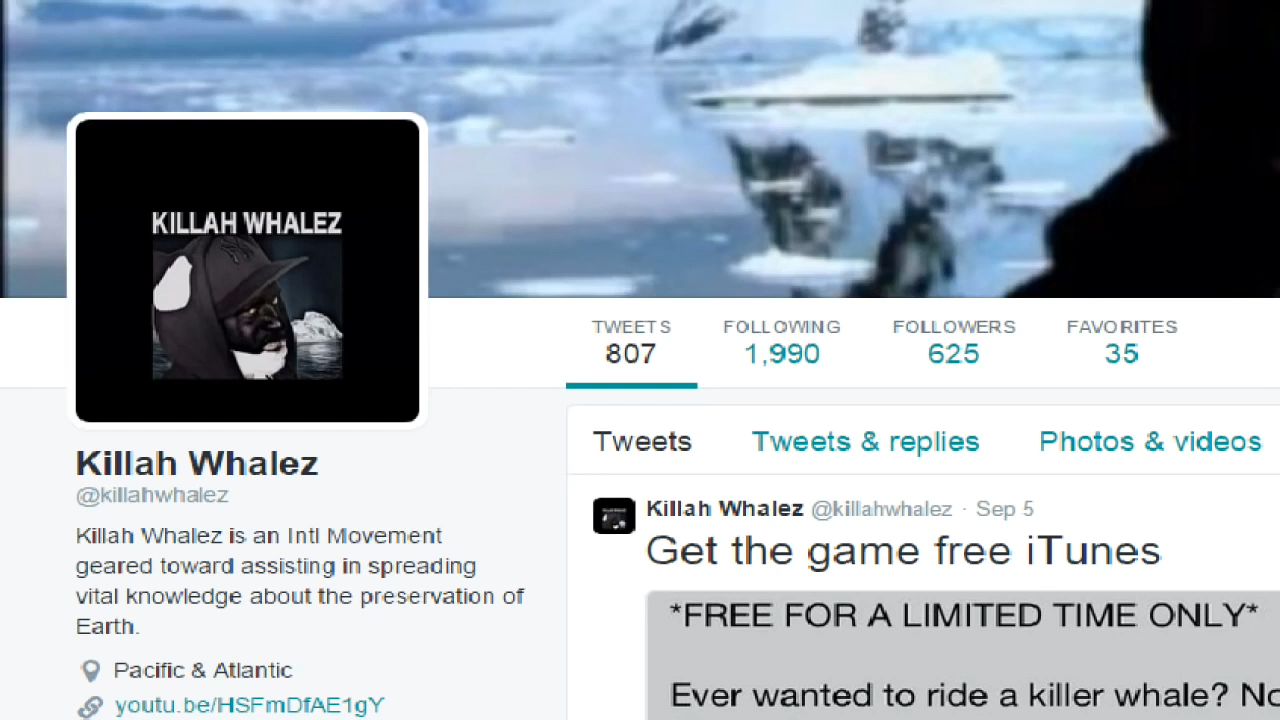 KILLAH WHALEZ
TWEETS FOLLOWING FOLLOWERS FAVORITES
807 1,990 625 35
Tweets Tweets & replies Photos & videos
Killah Whalez
@killahwhalez
Killah Whalez is an Intl Movement
geared toward assisting in spreading
vital knowledge about the preservation of
Earth.
Pacific & Atlantic
youtu.be/HSFmDfAE1gY
Killah Whalez @killahwhalez · Sep 5
Get the game free iTunes
*FREE FOR A LIMITED TIME ONLY*
Ever wanted to ride a killer whale?